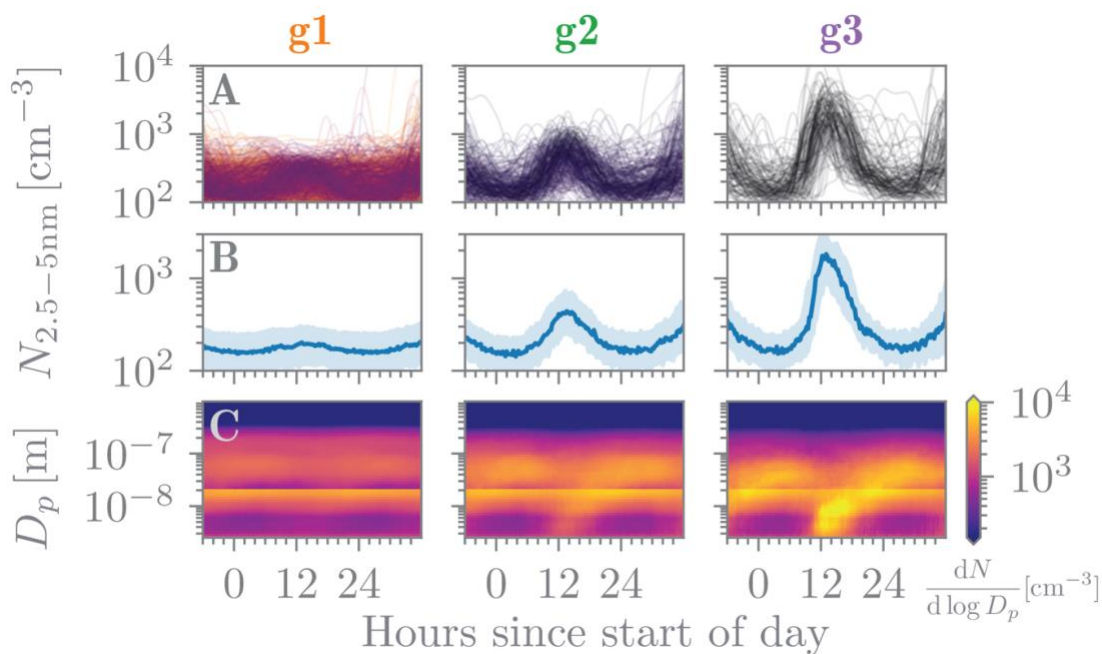 g1 g2 g3
A
10^4
10^3
10^2
N_{2.5-5nm} [cm^{-3}]
B
10^3
10^2
C
D_p [m]
10^{-7}
10^{-8}
10^4
10^3
0 12 24 0 12 24 0 12 24
dN
d log D_p [cm^{-3}]
Hours since start of day